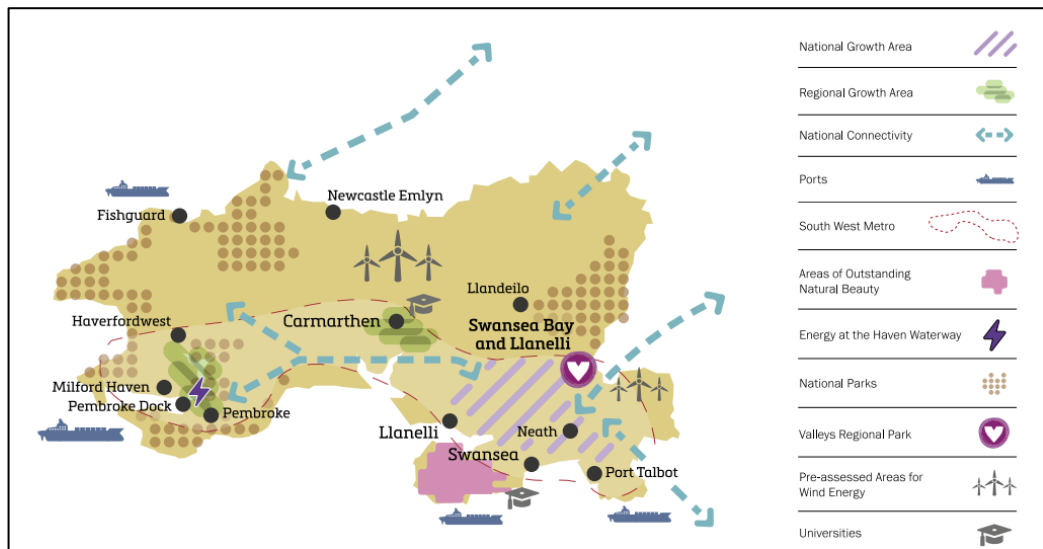 Newcastle Emlyn
Fishguard
Llandeilo
Haverfordwest
Carmarthen
Swansea Bay
and Llanelli
Milford Haven
Pembroke Dock
Pembroke
Llanelli
Neath
Swansea
Port Talbot
National Growth Area
Regional Growth Area
National Connectivity
Ports
South West Metro
Areas of Outstanding
Natural Beauty
Energy at the Haven Waterway
National Parks
Valleys Regional Park
Pre-assessed Areas for
Wind Energy
Universities